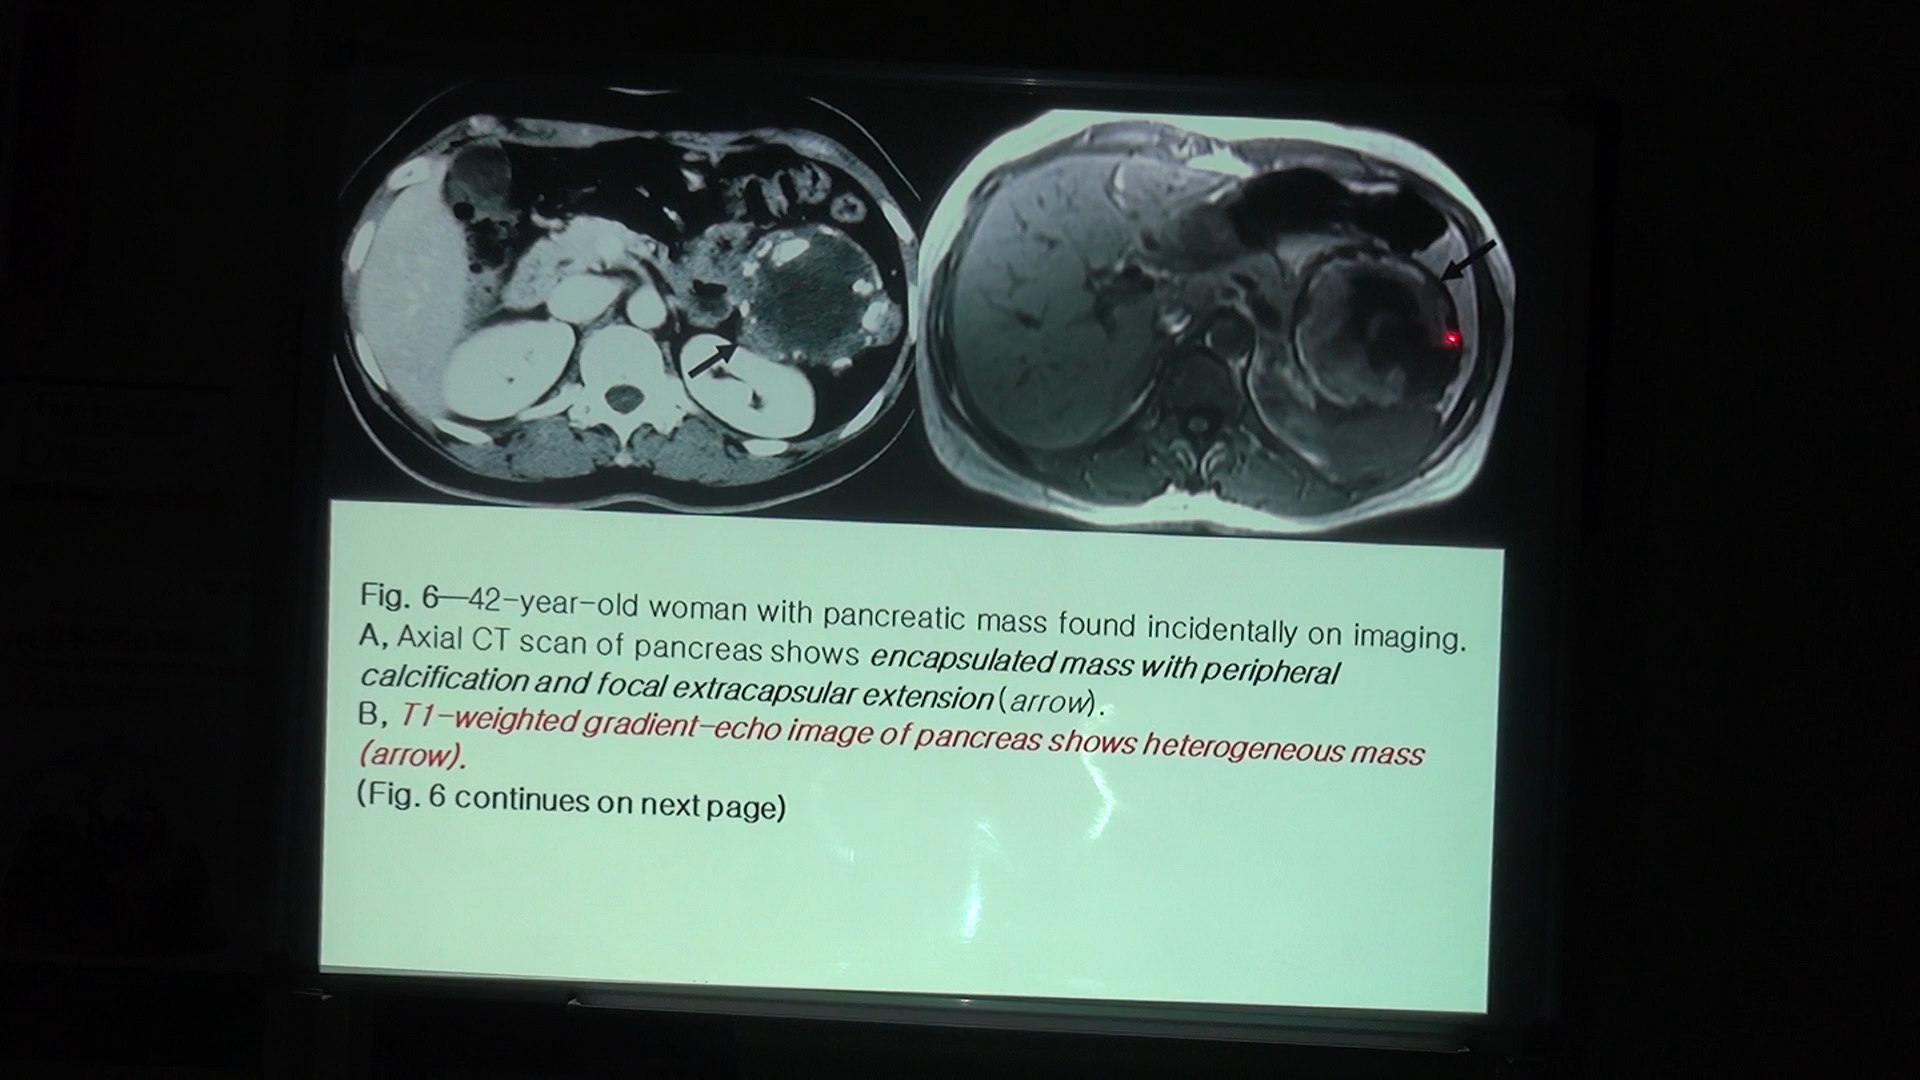 Fig. 6—42-year-old woman with pancreatic mass found incidentally on imaging.
A, Axial CT scan of pancreas shows encapsulated mass with peripheral
calcification and focal extracapsular extension (arrow).
B, T1-weighted gradient-echo image of pancreas shows heterogeneous mass
(arrow).
(Fig. 6 continues on next page)